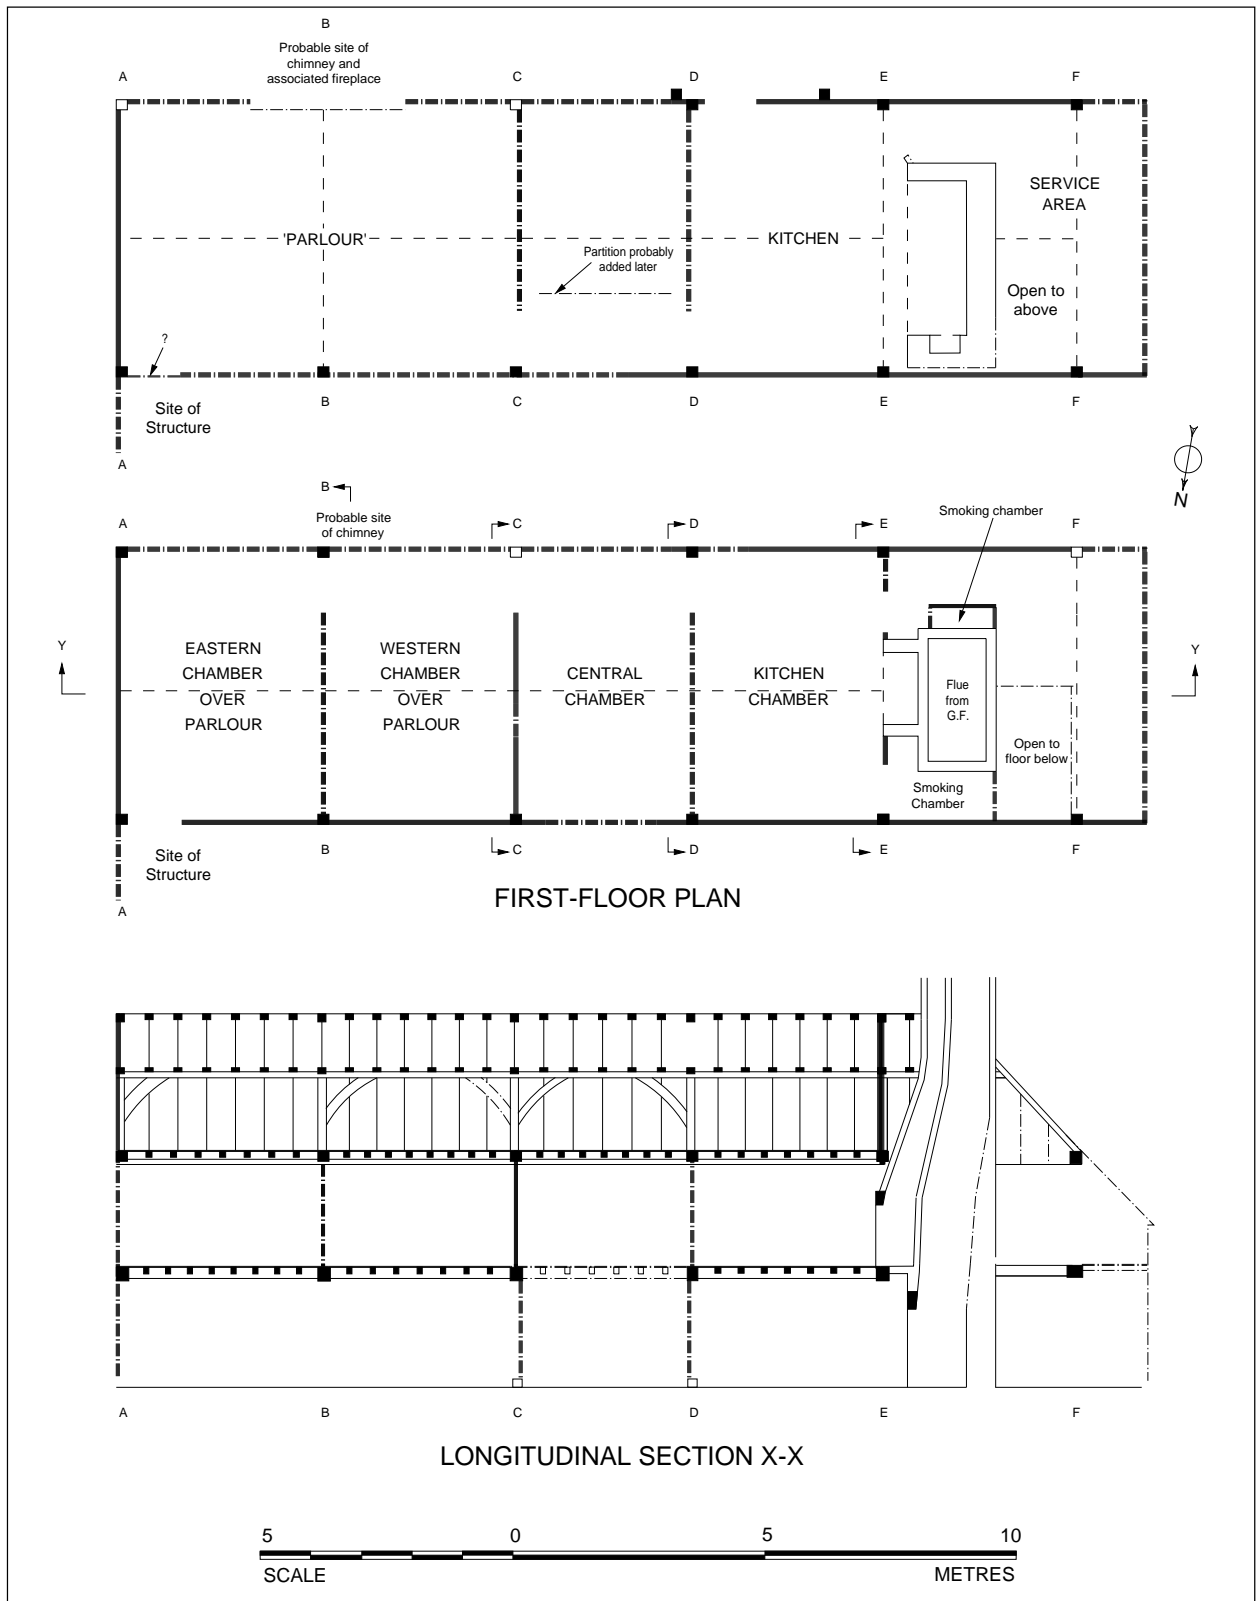 B
Probable site of
chimney and
associated fireplace
A
C
D
E
F
SERVICE
AREA
'PARLOUR'
KITCHEN
Partition probably
added later
Open to
above
?
Site of
Structure
B
C
D
E
F
A
N
B
A
Probable site
of chimney
C
D
E
Smoking chamber
F
Y
EASTERN
CHAMBER
OVER
PARLOUR
WESTERN
CHAMBER
OVER
PARLOUR
CENTRAL
CHAMBER
KITCHEN
CHAMBER
Flue
from
G.F.
Y
Open to
floor below
Smoking
Chamber
Site of
Structure
B
C
D
E
F
A
FIRST-FLOOR PLAN
A
B
C
D
E
F
LONGITUDINAL SECTION X-X
5 0 5 10
SCALE METRES